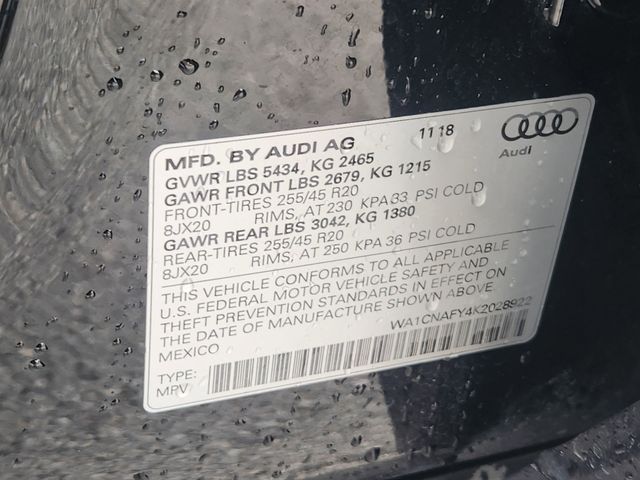 MFD. BY AUDI AG 11 18
Audi
GVWR LBS 5434, KG 2465
GAWR FRONT LBS 2679, KG 1215
FRONT-TIRES 255/45 R20
8JX20 RIMS, AT 230 KPA 33 PSI COLD
GAWR REAR LBS 3042, KG 1380
REAR-TIRES 255/45 R20
8JX20 RIMS, AT 250 KPA 36 PSI COLD
THIS VEHICLE CONFORMS TO ALL APPLICABLE
U.S. FEDERAL MOTOR VEHICLE SAFETY AND
THEFT PREVENTION STANDARDS IN EFFECT ON
THE DATE OF MANUFACTURE SHOWN ABOVE.
MEXICO WA1CNAFY4K2028922
TYPE:
MPV